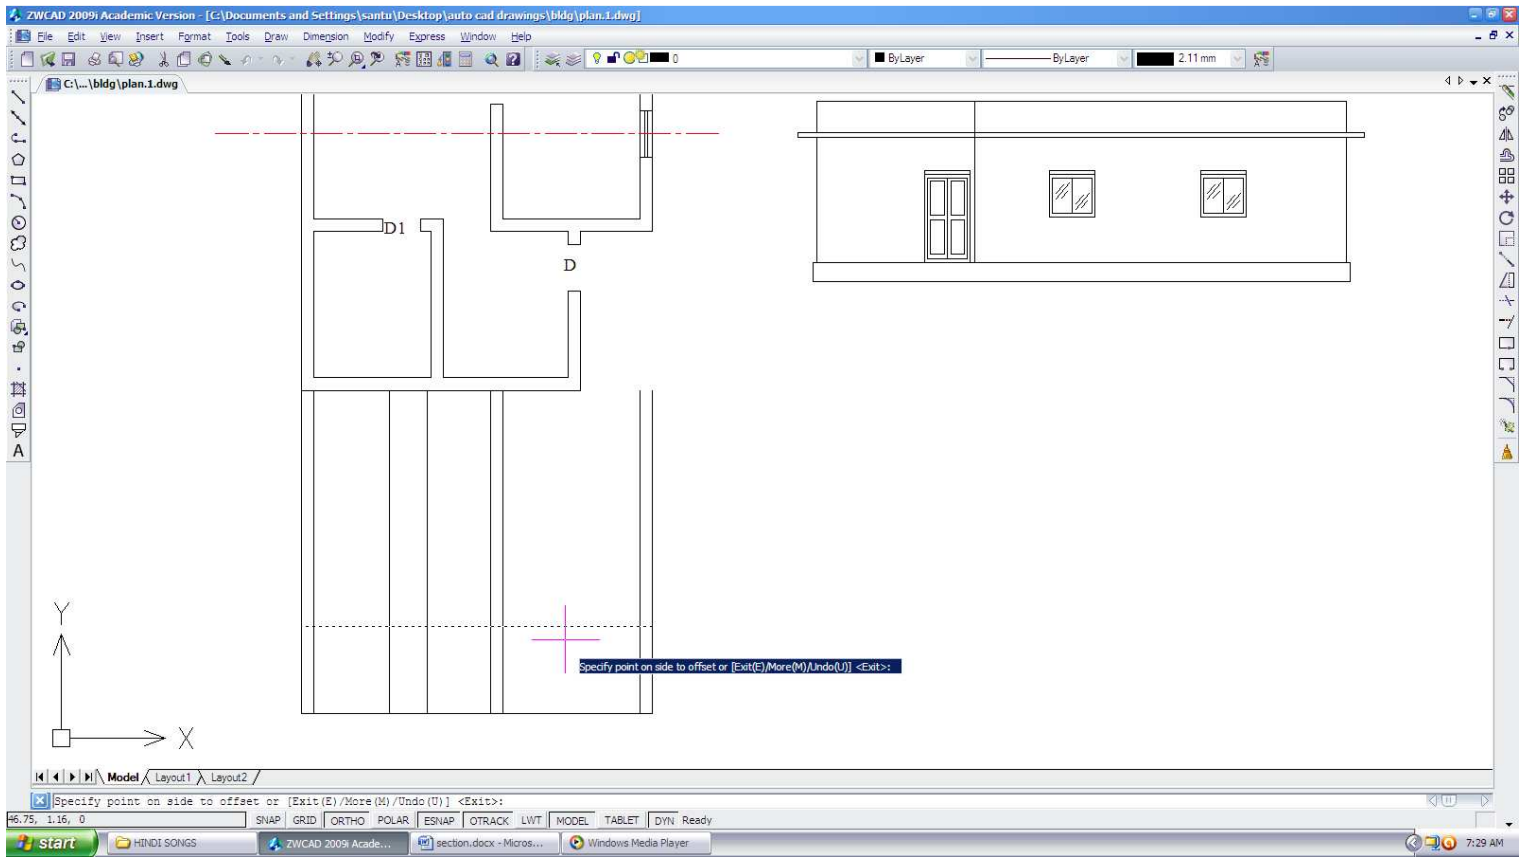 ZWCAD 2009i Academic Version - [C:\Documents and Settings\santu\Desktop\auto cad drawings\bldg\plan.1.dwg]
File Edit View Insert Format Tools Draw Dimension Modify Express Window Help
0 ByLayer ByLayer 2.11 mm
C:\...\bldg\plan.1.dwg
D1
D
Y
Specify point on side to offset or [Exit(E)/More(M)/Undo(U)] <Exit>:
X
Model Layout1 Layout2
Specify point on side to offset or [Exit(E)/More(M)/Undo(U)] <Exit>:
46.75, 1.16, 0 SNAP GRID ORTHO POLAR ESNAP OTRACK LWT MODEL TABLET DYN Ready
start HINDI SONGS ZWCAD 2009i Acade... section.docx - Micros... Windows Media Player 7:29 AM